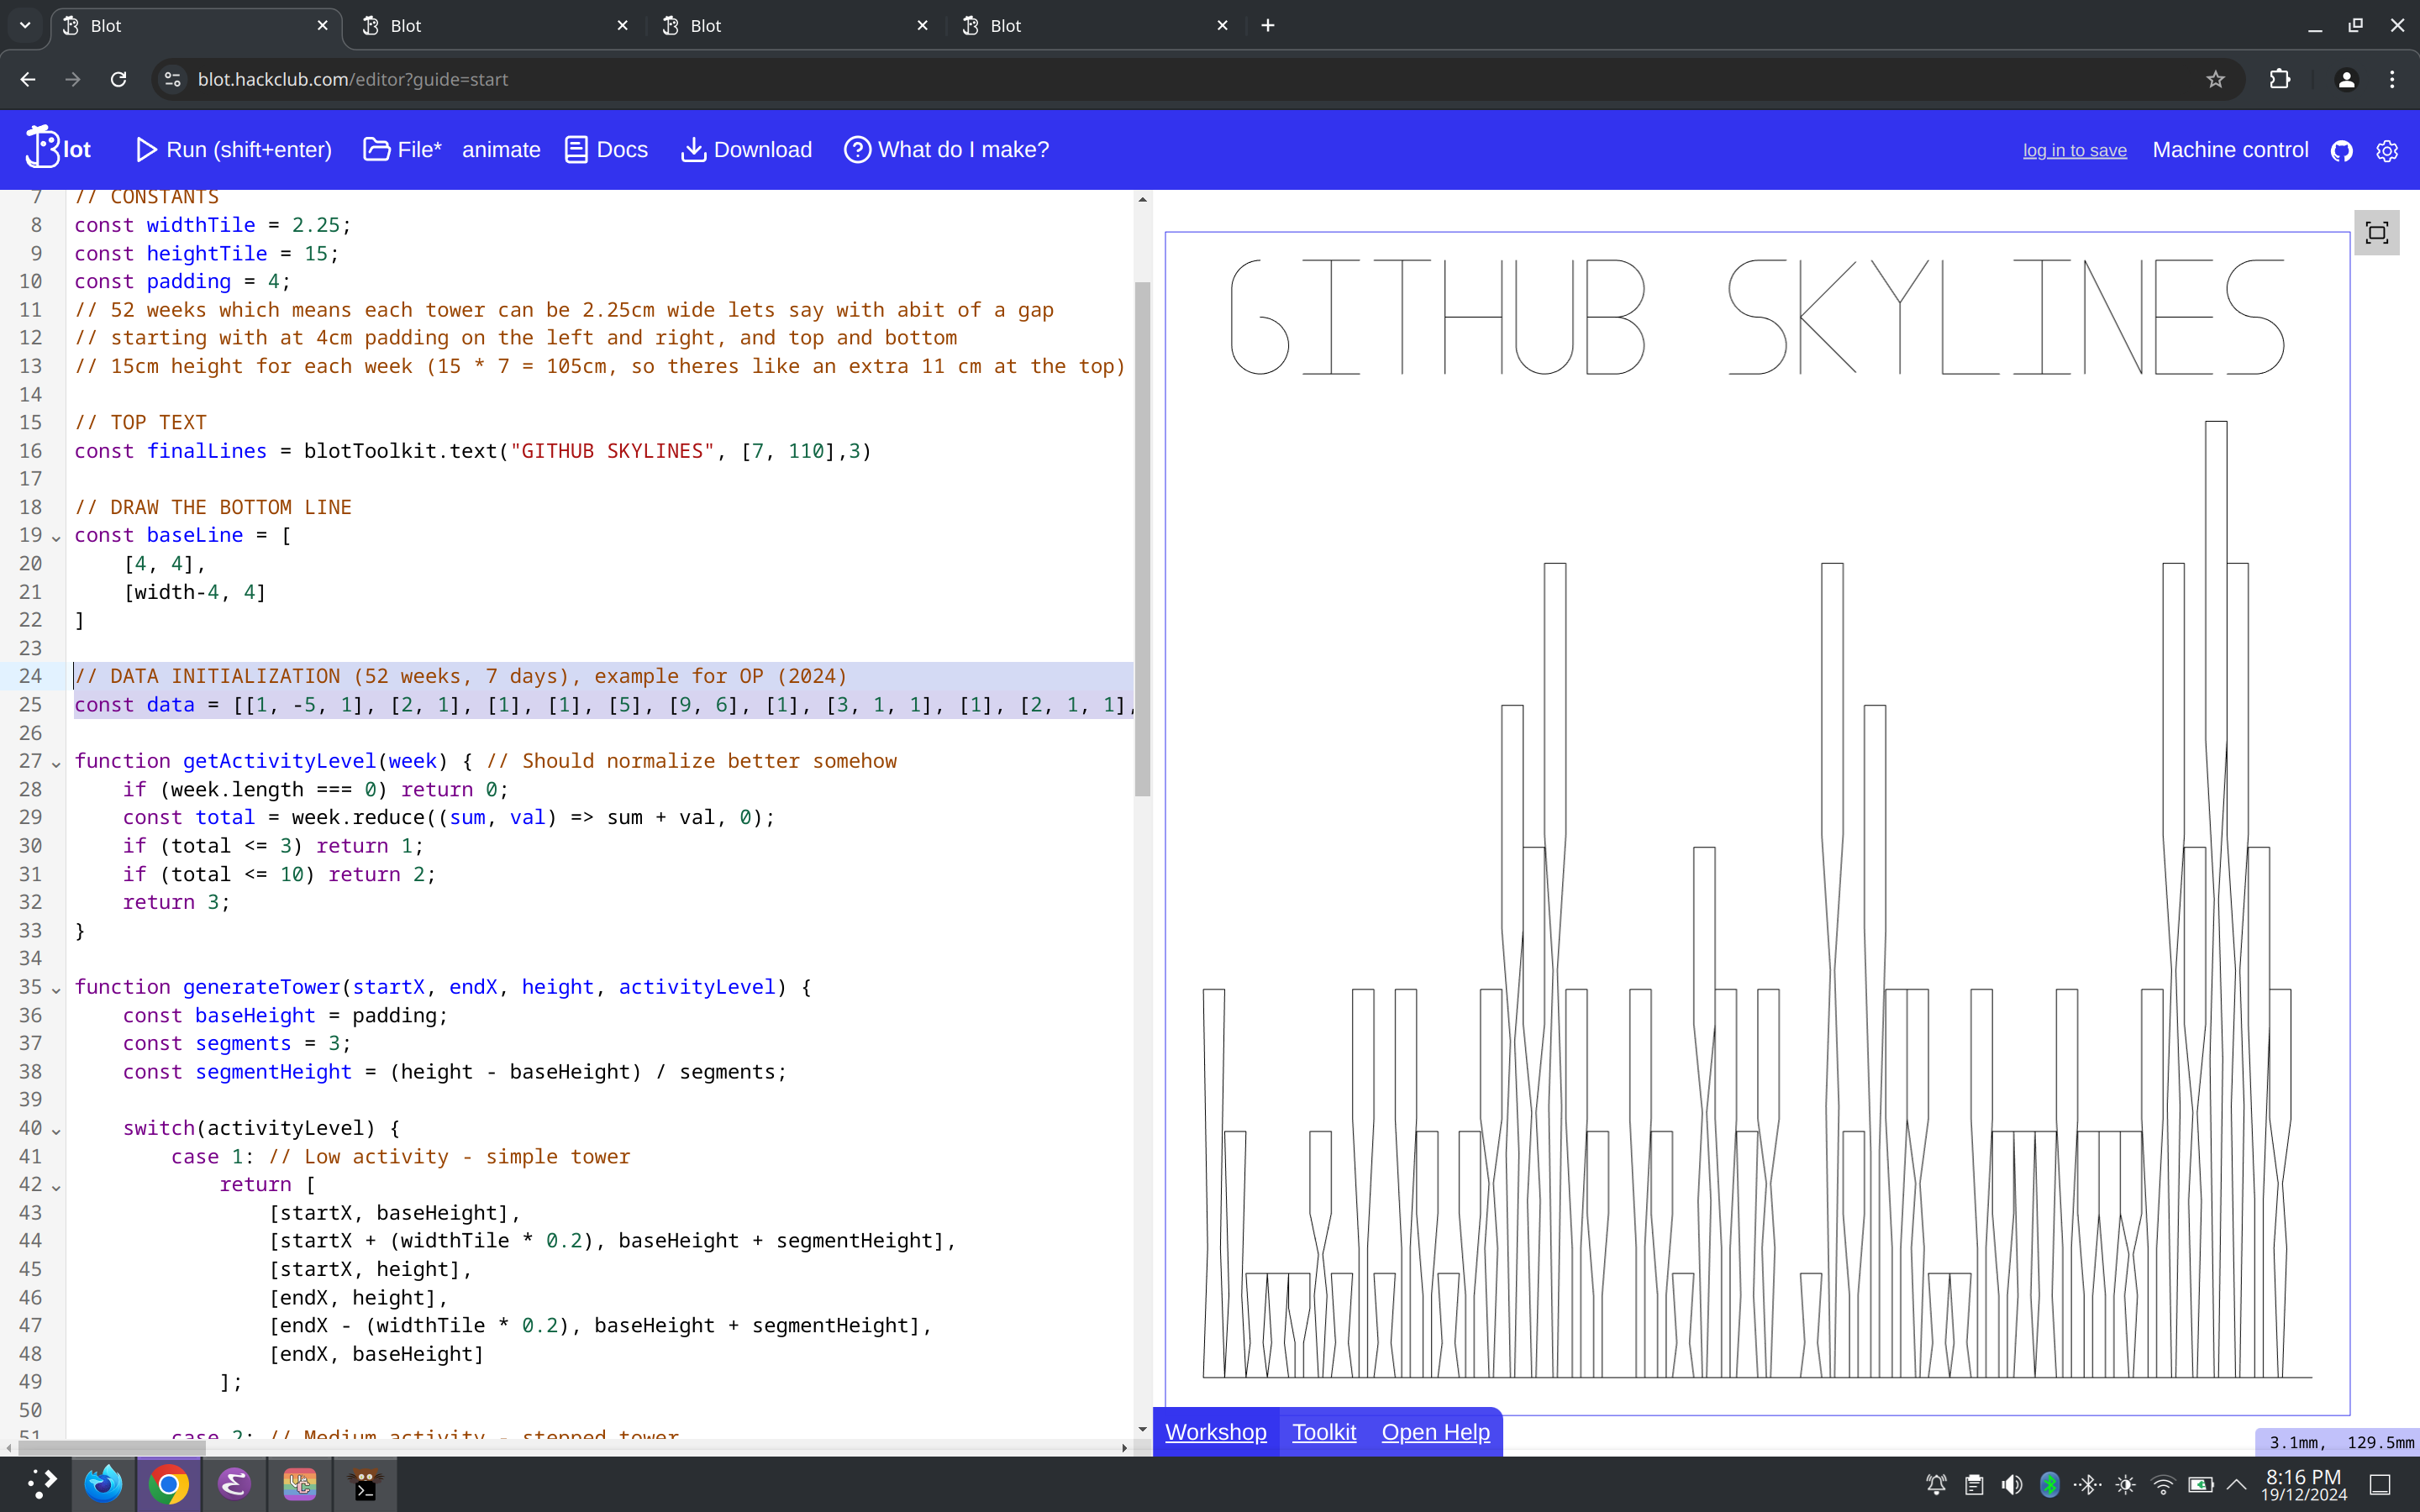 Blot
Blot
Blot
Blot
blot.hackclub.com/editor?guide=start
Blot
Run (shift+enter)
File*
animate
Docs
Download
What do I make?
log in to save
Machine control
7 // CONSTANTS
8 const widthTile = 2.25;
9 const heightTile = 15;
10 const padding = 4;
11 // 52 weeks which means each tower can be 2.25cm wide lets say with abit of a gap
12 // starting with at 4cm padding on the left and right, and top and bottom
13 // 15cm height for each week (15 * 7 = 105cm, so theres like an extra 11 cm at the top)
14
15 // TOP TEXT
16 const finalLines = blotToolkit.text("GITHUB SKYLINES", [7, 110],3)
17
18 // DRAW THE BOTTOM LINE
19 const baseLine = [
20 [4, 4],
21 [width-4, 4]
22 ]
23
24 // DATA INITIALIZATION (52 weeks, 7 days), example for OP (2024)
25 const data = [[1, -5, 1], [2, 1], [1], [1], [5], [9, 6], [1], [3, 1, 1], [1], [2, 1, 1],
26
27 function getActivityLevel(week) { // Should normalize better somehow
28 if (week.length === 0) return 0;
29 const total = week.reduce((sum, val) => sum + val, 0);
30 if (total <= 3) return 1;
31 if (total <= 10) return 2;
32 return 3;
33 }
34
35 function generateTower(startX, endX, height, activityLevel) {
36 const baseHeight = padding;
37 const segments = 3;
38 const segmentHeight = (height - baseHeight) / segments;
39
40 switch(activityLevel) {
41 case 1: // Low activity - simple tower
42 return [
43 [startX, baseHeight],
44 [startX + (widthTile * 0.2), baseHeight + segmentHeight],
45 [startX, height],
46 [endX, height],
47 [endX - (widthTile * 0.2), baseHeight + segmentHeight],
48 [endX, baseHeight]
49 ];
50
51 case 2: // Medium activity - stepped tower
GITHUB SKYLINES
Workshop
Toolkit
Open Help
3.1mm, 129.5mm
8:16 PM
19/12/2024